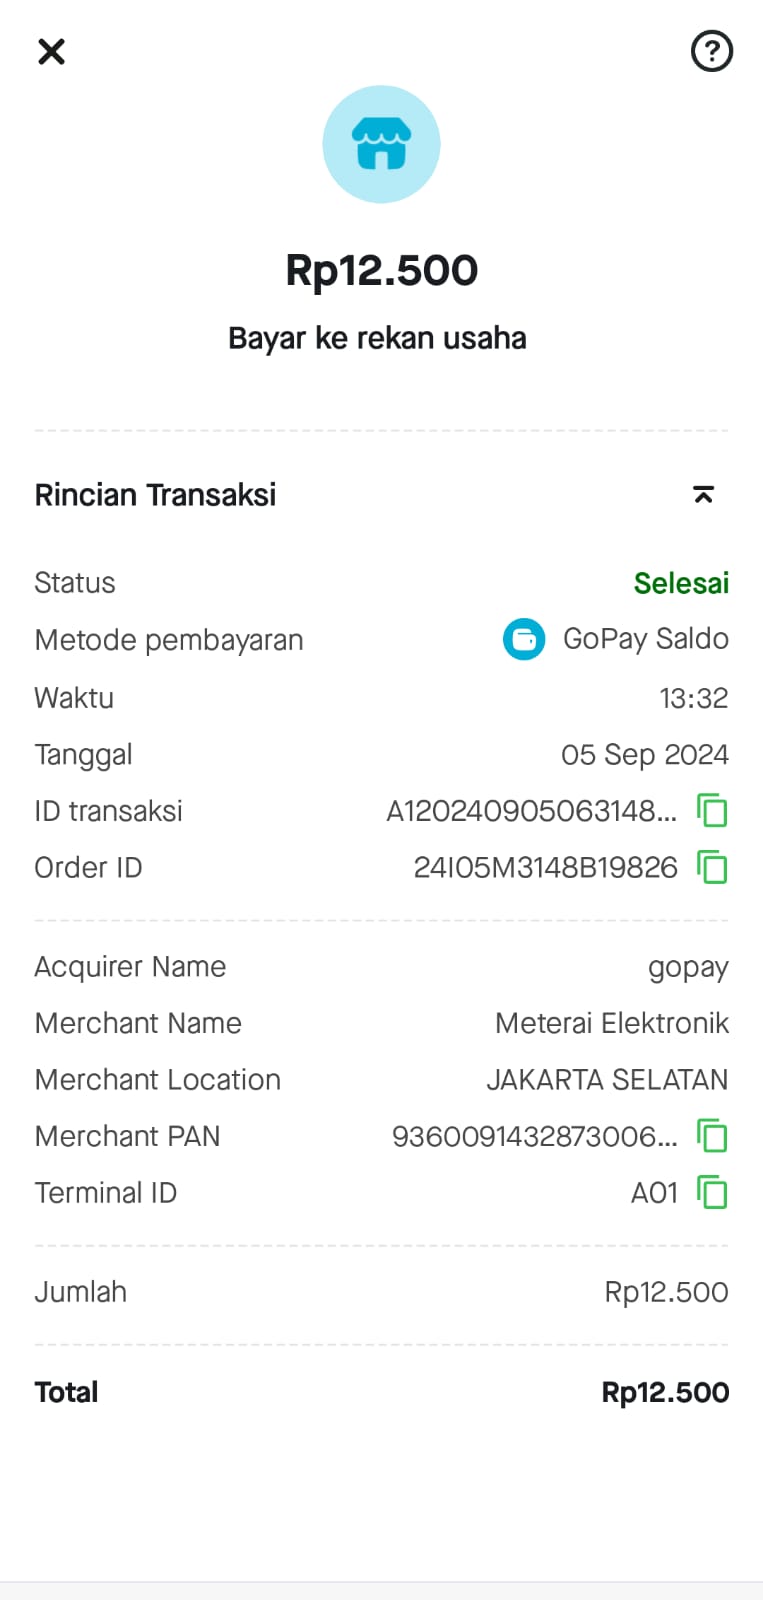 Rp12.500
Bayar ke rekan usaha
Rincian Transaksi
Status Selesai
Metode pembayaran GoPay Saldo
Waktu 13:32
Tanggal 05 Sep 2024
ID transaksi A120240905063148...
Order ID 24I05M3148B19826
Acquirer Name gopay
Merchant Name Meterai Elektronik
Merchant Location JAKARTA SELATAN
Merchant PAN 9360091432873006...
Terminal ID A01
Jumlah Rp12.500
Total Rp12.500